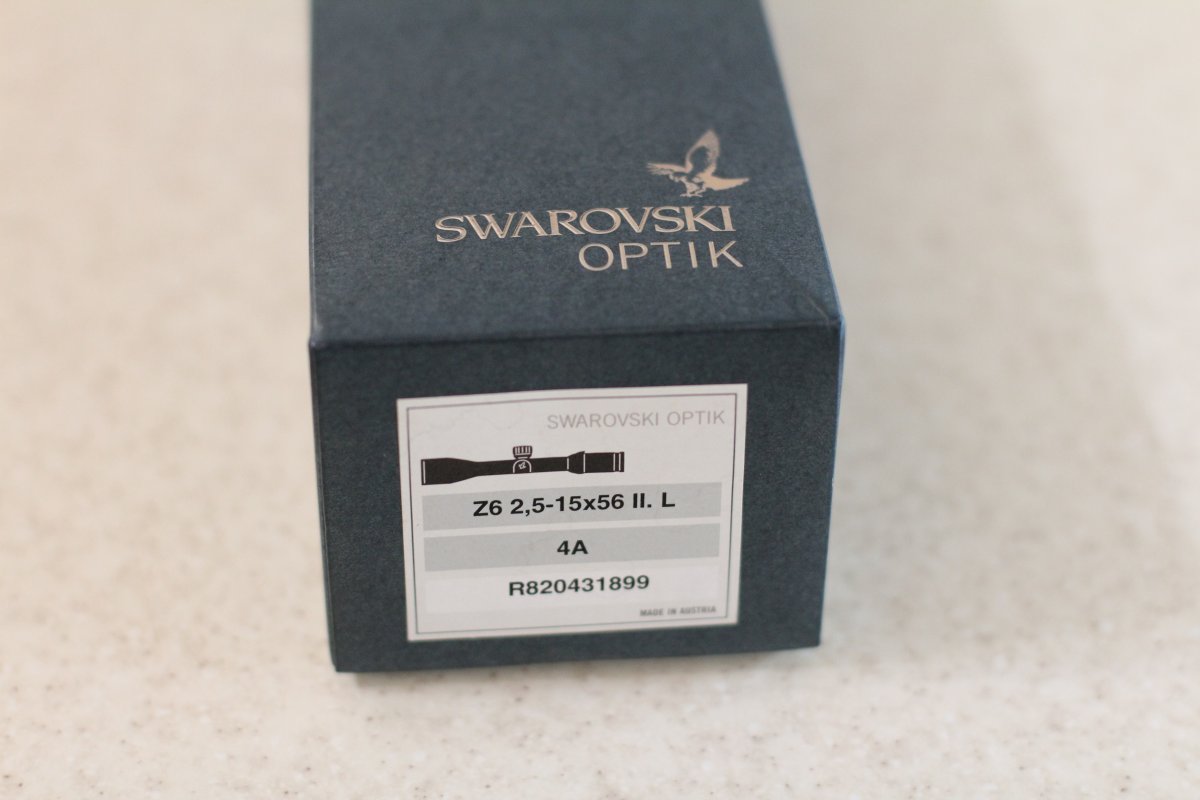 SWAROVSKI
OPTIK
SWAROVSKI OPTIK
Z6 2,5-15x56 II. L
4A
R820431899
MADE IN AUSTRIA